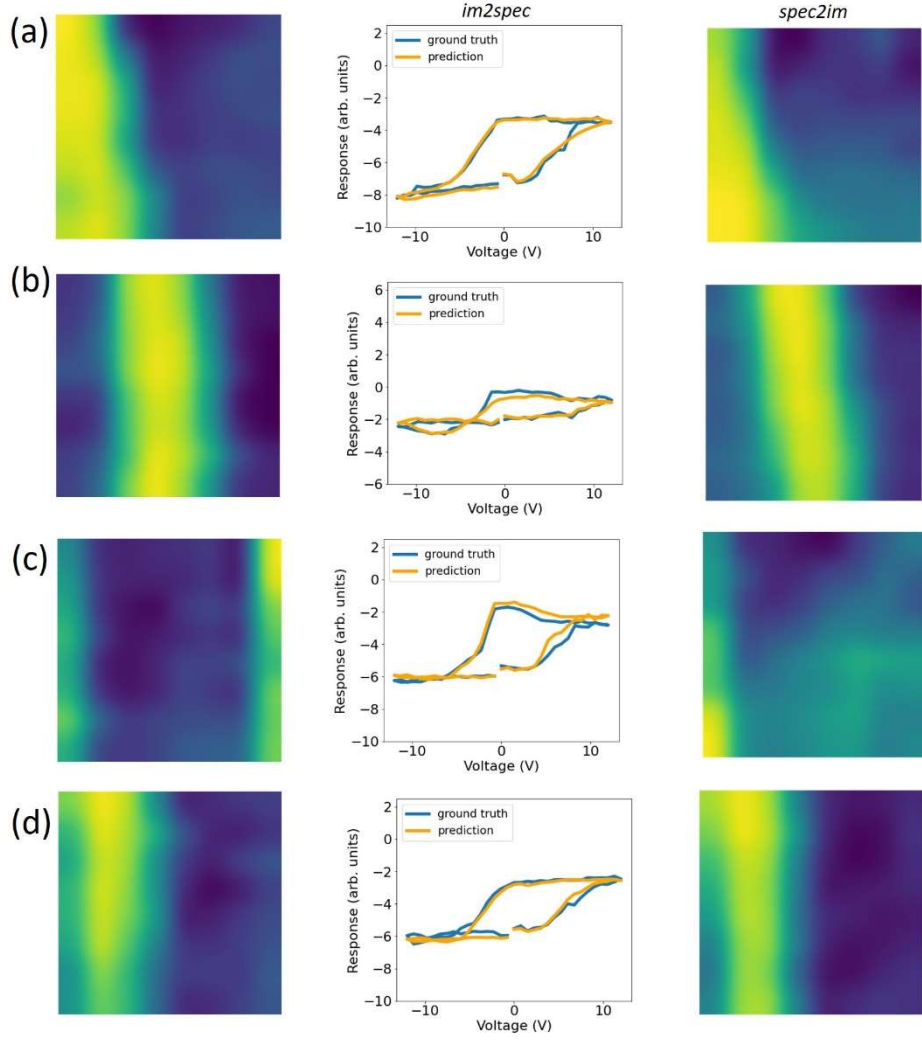 im2spec
spec2im
(a)
2
0
−2
−4
−6
−8
−10
ground truth
prediction
Response (arb. units)
−10
0
10
Voltage (V)
(b)
6
4
2
0
−2
−4
−6
ground truth
prediction
Response (arb. units)
−10
0
10
Voltage (V)
(c)
2
0
−2
−4
−6
−8
−10
ground truth
prediction
Response (arb. units)
−10
0
10
Voltage (V)
(d)
2
0
−2
−4
−6
−8
−10
ground truth
prediction
Response (arb. units)
−10
0
10
Voltage (V)